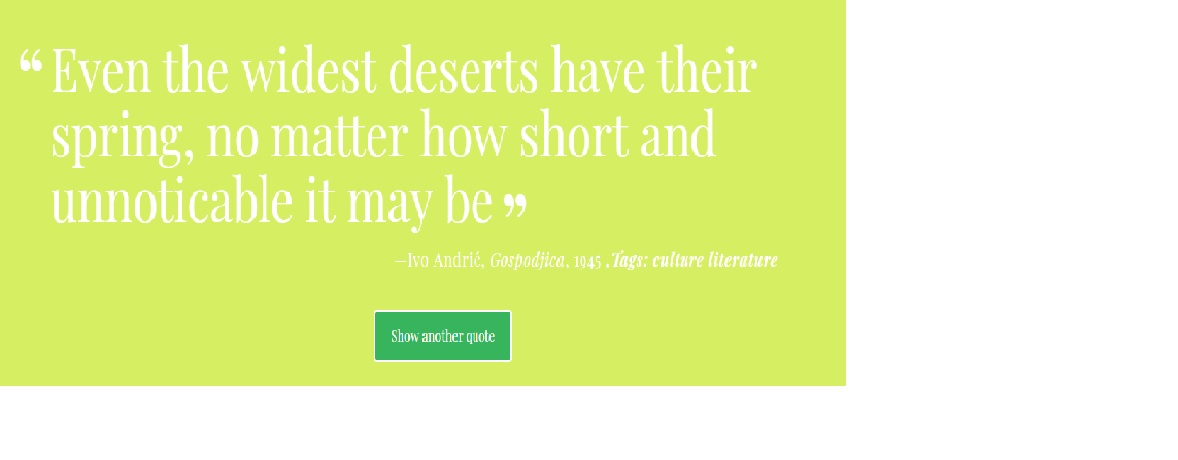 “Even the widest deserts have their
spring, no matter how short and
unnoticable it may be”
—Ivo Andrié, Gospodjica, 1945 ,Tags: culture literature
Show another quote